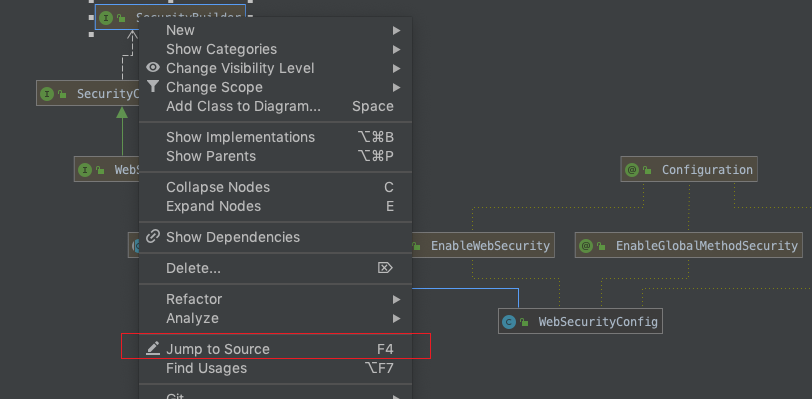 SecurityBuilder
New
Show Categories
SecurityC
Change Visibility Level
Change Scope
Add Class to Diagram... Space
Show Implementations ⌥⌘B
Show Parents ⌥⌘P
WebS
Configuration
Collapse Nodes C
Expand Nodes E
Show Dependencies
EnableWebSecurity
EnableGlobalMethodSecurity
Delete... ⌦
Refactor
Analyze
WebSecurityConfig
Jump to Source F4
Find Usages ⌥F7
Git